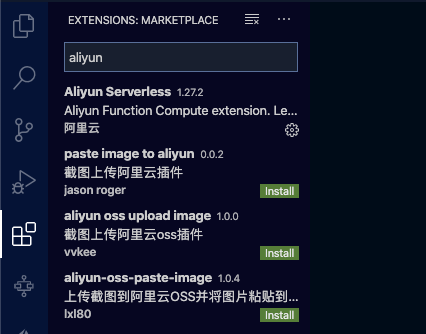 EXTENSIONS: MARKETPLACE
aliyun
Aliyun Serverless 1.27.2
Aliyun Function Compute extension. Le...
阿里云
paste image to aliyun 0.0.2
截图上传阿里云插件
jason roger Install
aliyun oss upload image 1.0.0
截图上传阿里云oss插件
vvkee Install
aliyun-oss-paste-image 1.0.4
上传截图到阿里云OSS并将图片粘贴到...
lxl80 Install